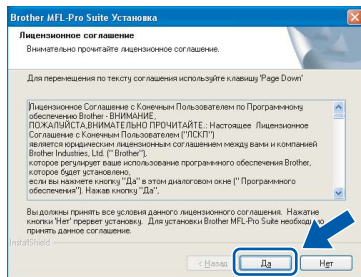 Brother MFL-Pro Suite Установка
Лицензионное соглашение
Внимательно прочитайте лицензионное соглашение.
Для перемещения по тексту соглашения используйте клавишу 'Page Down'
Лицензионное Соглашение с Конечным Пользователем по Программному
обеспечению Brother - ВНИМАНИЕ,
ПОЖАЛУЙСТА,ВНИМАТЕЛЬНО ПРОЧИТАЙТЕ.: Настоящее Лицензионное
Соглашение с Конечным Пользователем ("ЛСКП")
является юридическим лицензионным соглашением между вами и компанией
Brother Industries, Ltd. (" Brother"),
которое регулирует ваше использование программного обеспечения Brother,
которое будет установлено,
если вы нажмете кнопку "Да" в этом диалоговом окне (" Программного
обеспечения"). Нажав кнопку "Да",
Вы должны принять все условия данного лицензионного соглашения. Нажатие
кнопки 'Нет' прервет установку. Для установки Brother MFL-Pro Suite необходимо
принять данное соглашение.
InstallShield
< Назад
Да
Нет